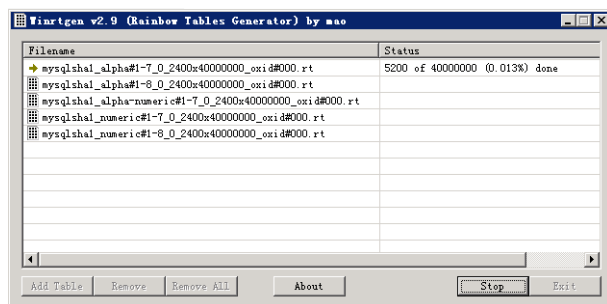 Winrtgen v2.9 (Rainbow Tables Generator) by mao
Filename Status
mysqlsha1_alpha#1-7_0_2400x40000000_oxid#000.rt 5200 of 40000000 (0.013%) done
mysqlsha1_alpha#1-8_0_2400x40000000_oxid#000.rt
mysqlsha1_alpha-numeric#1-7_0_2400x40000000_oxid#000.rt
mysqlsha1_numeric#1-7_0_2400x40000000_oxid#000.rt
mysqlsha1_numeric#1-8_0_2400x40000000_oxid#000.rt
Add Table Remove Remove All About Stop Exit